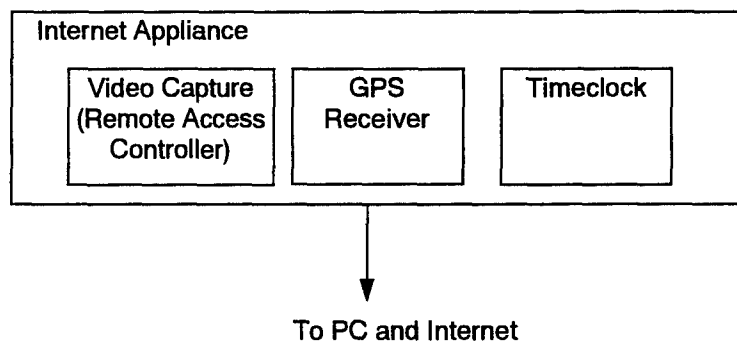 Internet Appliance
Video Capture
(Remote Access
Controller)
GPS
Receiver
Timeclock
To PC and Internet